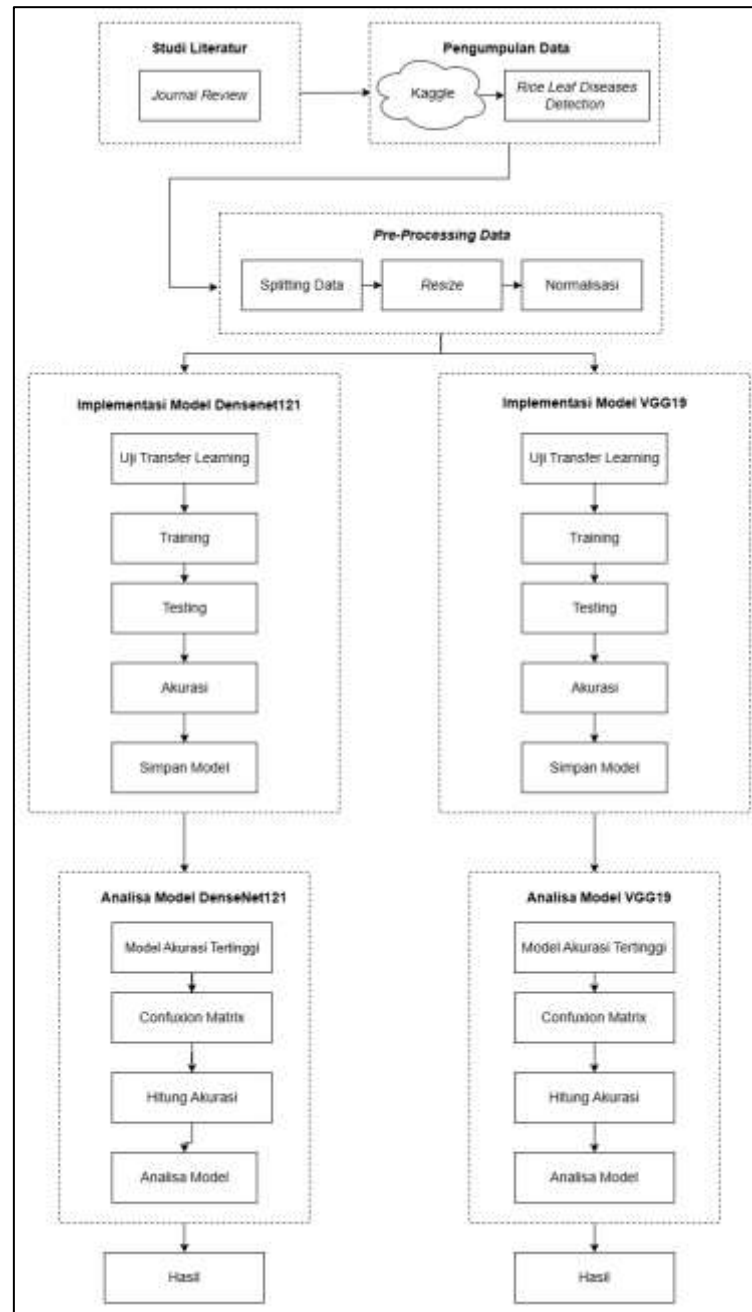 Studi Literatur
Journal Review
Pengumpulan Data
Kaggle
Rice Leaf Diseases
Detection
Pre-Processing Data
Splitting Data
Resize
Normalisasi
Implementasi Model Densenet121
Uji Transfer Learning
Training
Testing
Akurasi
Simpan Model
Implementasi Model VGG19
Uji Transfer Learning
Training
Testing
Akurasi
Simpan Model
Analisa Model DenseNet121
Model Akurasi Tertinggi
Confuxion Matrix
Hitung Akurasi
Analisa Model
Hasil
Analisa Model VGG19
Model Akurasi Tertinggi
Confuxion Matrix
Hitung Akurasi
Analisa Model
Hasil